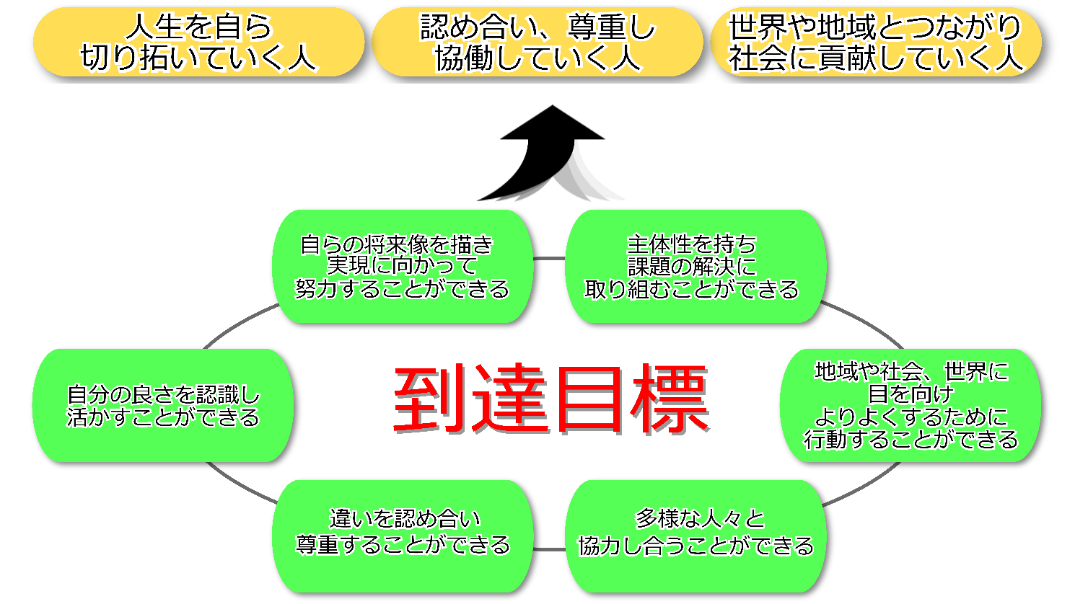 人生を自ら
切り拓いていく人
認め合い、尊重し
協働していく人
世界や地域とつながり
社会に貢献していく人
自らの将来像を描き
実現に向かって
努力することができる
主体性を持ち
課題の解決に
取り組むことができる
自分の良さを認識し
活かすことができる
到達目標
地域や社会、世界に
目を向け
よりよくするために
行動することができる
違いを認め合い
尊重することができる
多様な人々と
協力し合うことができる